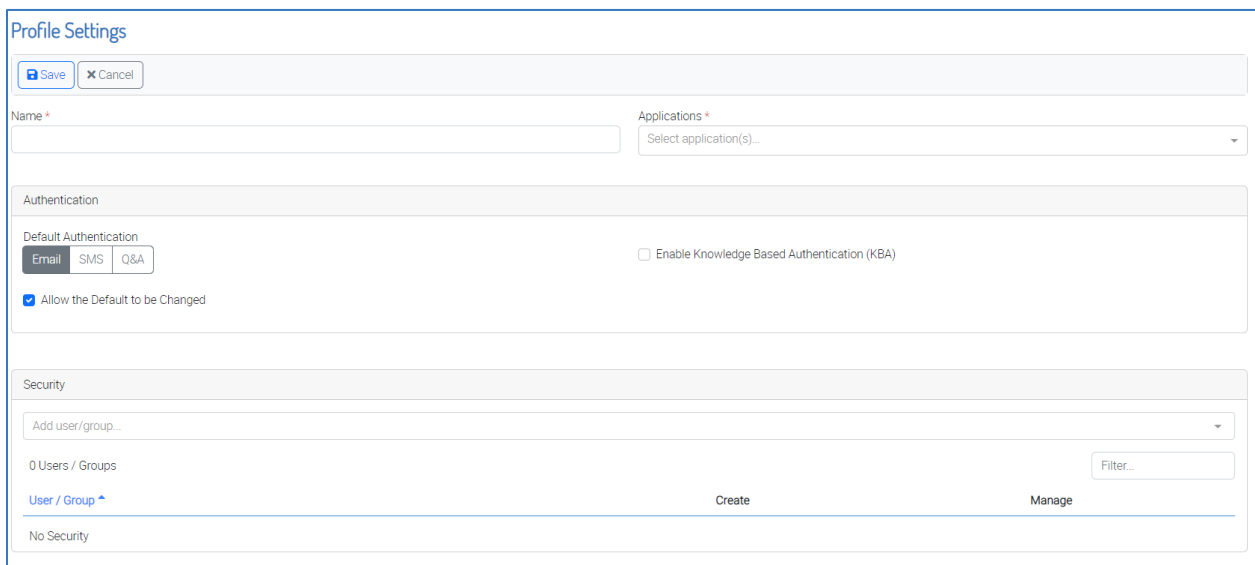 Profile Settings
Save Cancel
Name * Applications *
Select application(s)...
Authentication
Default Authentication
Email SMS Q&A Enable Knowledge Based Authentication (KBA)
Allow the Default to be Changed
Security
Add user/group...
0 Users / Groups Filter...
User / Group Create Manage
No Security